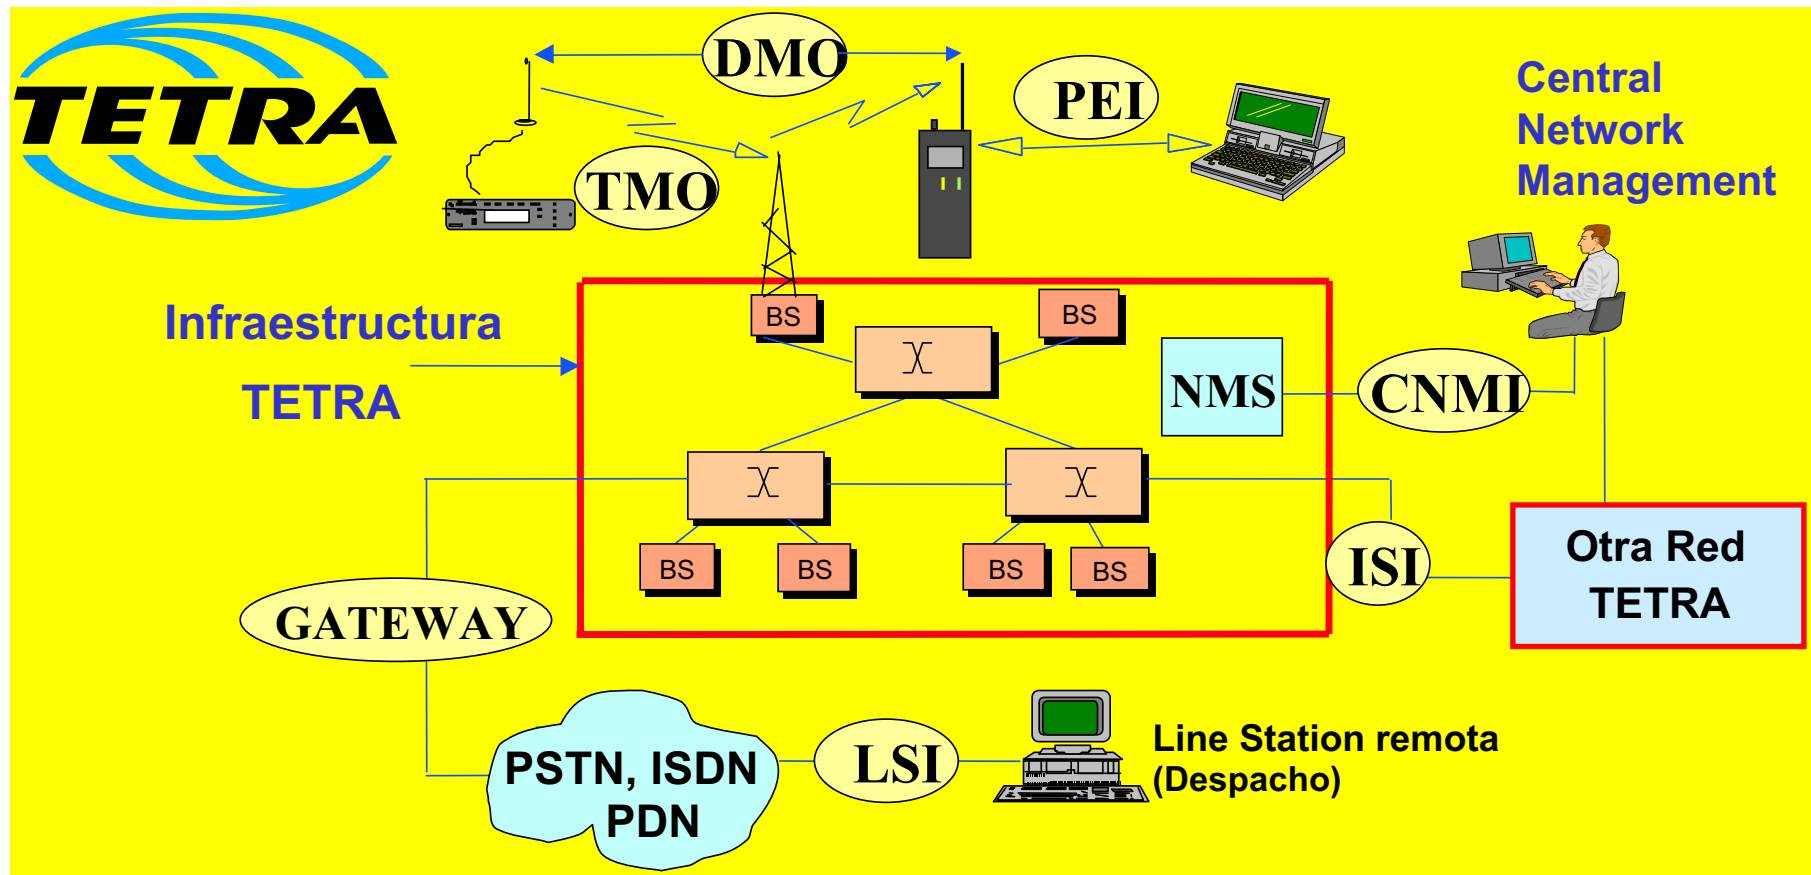 TETRA
DMO
PEI
TMO
Central
Network
Management
Infraestructura
TETRA
BS
BS
NMS
CNMI
BS
BS
BS
BS
ISI
Otra Red
TETRA
GATEWAY
PSTN, ISDN
PDN
LSI
Line Station remota
(Despacho)